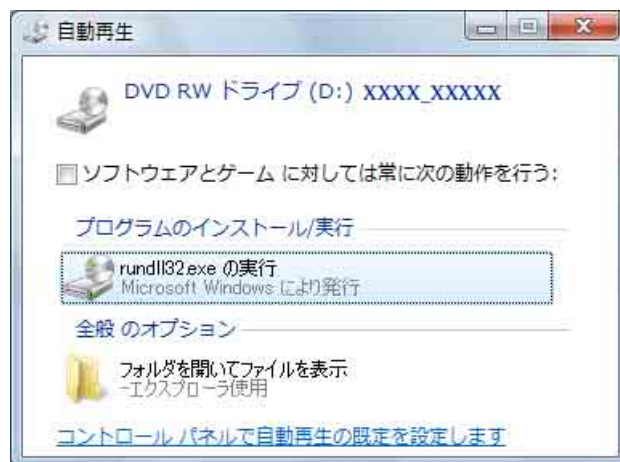 自動再生
DVD RW ドライブ (D:) XXXX_XXXXX
ソフトウェアとゲーム に対しては常に次の動作を行う:
プログラムのインストール/実行
rundll32.exe の実行
Microsoft Windows により発行
全般 のオプション
フォルダを開いてファイルを表示
-エクスプローラ使用
コントロール パネルで自動再生の既定を設定します